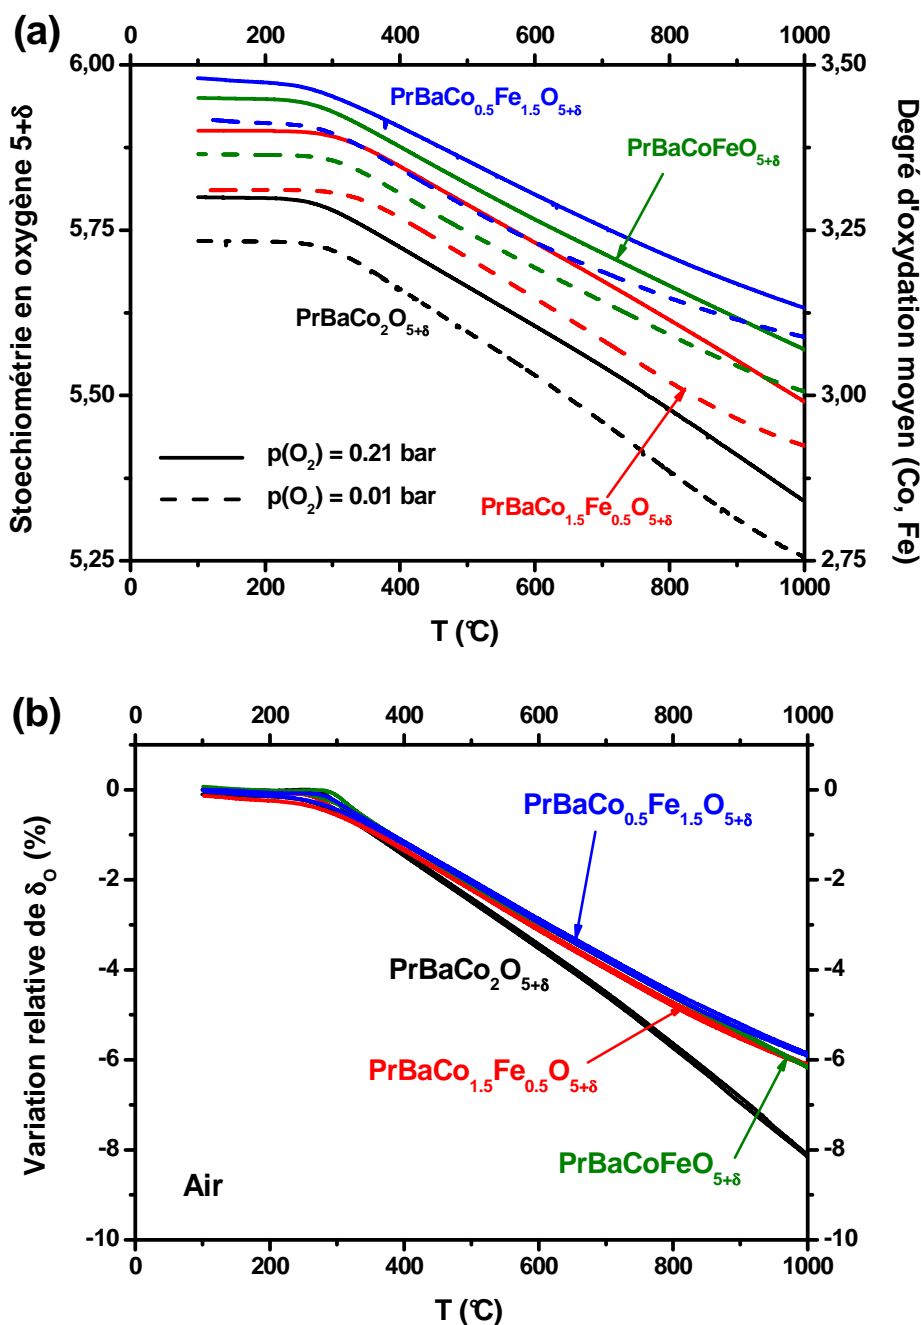 (a)
0 200 400 600 800 1000
6,00
5,75
5,50
5,25
3,50
3,25
3,00
2,75
Stoechiométrie en oxygène 5+δ
Degré d'oxydation moyen (Co, Fe)
PrBaCo0.5Fe1.5O5+δ
PrBaCoFeO5+δ
PrBaCo2O5+δ
p(O2) = 0.21 bar
p(O2) = 0.01 bar
PrBaCo1.5Fe0.5O5+δ
0 200 400 600 800 1000
T (°C)
(b)
0 200 400 600 800 1000
0
-2
-4
-6
-8
-10
0
-2
-4
-6
-8
-10
Variation relative de δO (%)
PrBaCo0.5Fe1.5O5+δ
PrBaCo2O5+δ
PrBaCo1.5Fe0.5O5+δ
PrBaCoFeO5+δ
Air
0 200 400 600 800 1000
T (°C)